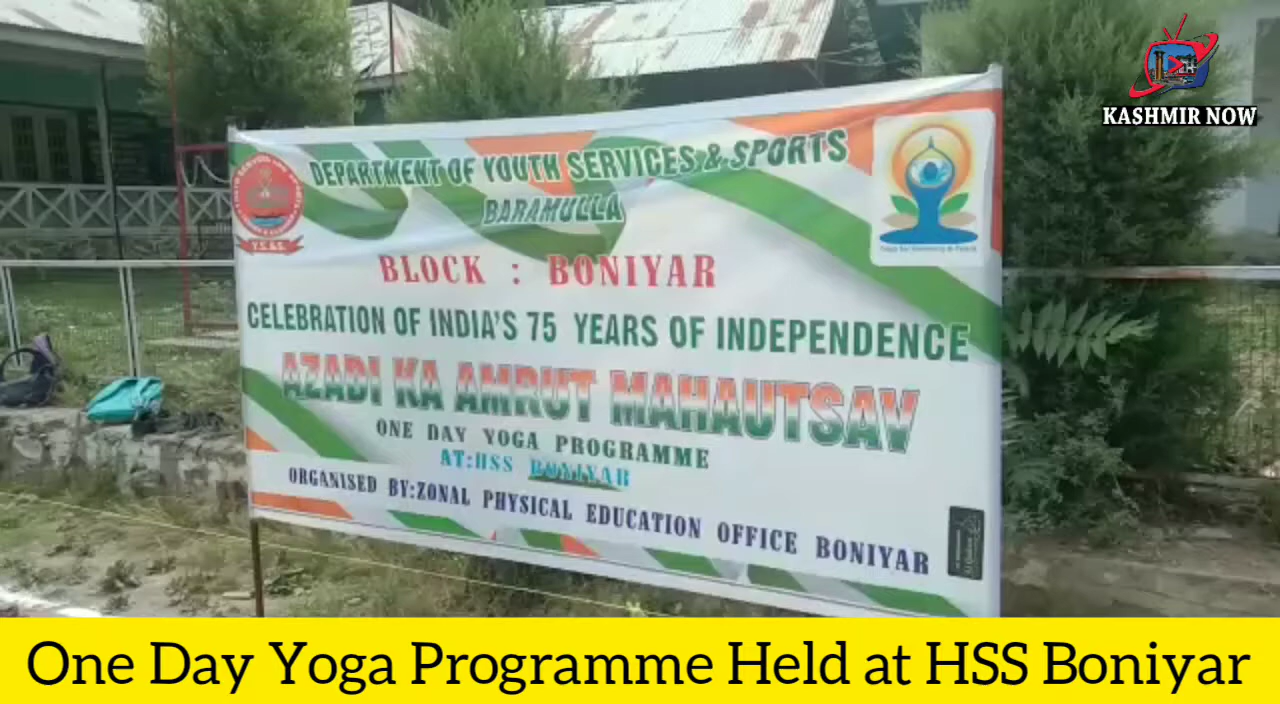 KASHMIR NOW
DEPARTMENT OF YOUTH SERVICES & SPORTS
BARAMULLA
Y.S.&S.
BLOCK : BONIYAR
CELEBRATION OF INDIA'S 75 YEARS OF INDEPENDENCE
AZADI KA AMRUT MAHAUTSAV
ONE DAY YOGA PROGRAMME
AT:HSS BONIYAR
ORGANISED BY:ZONAL PHYSICAL EDUCATION OFFICE BONIYAR
One Day Yoga Programme Held at HSS Boniyar